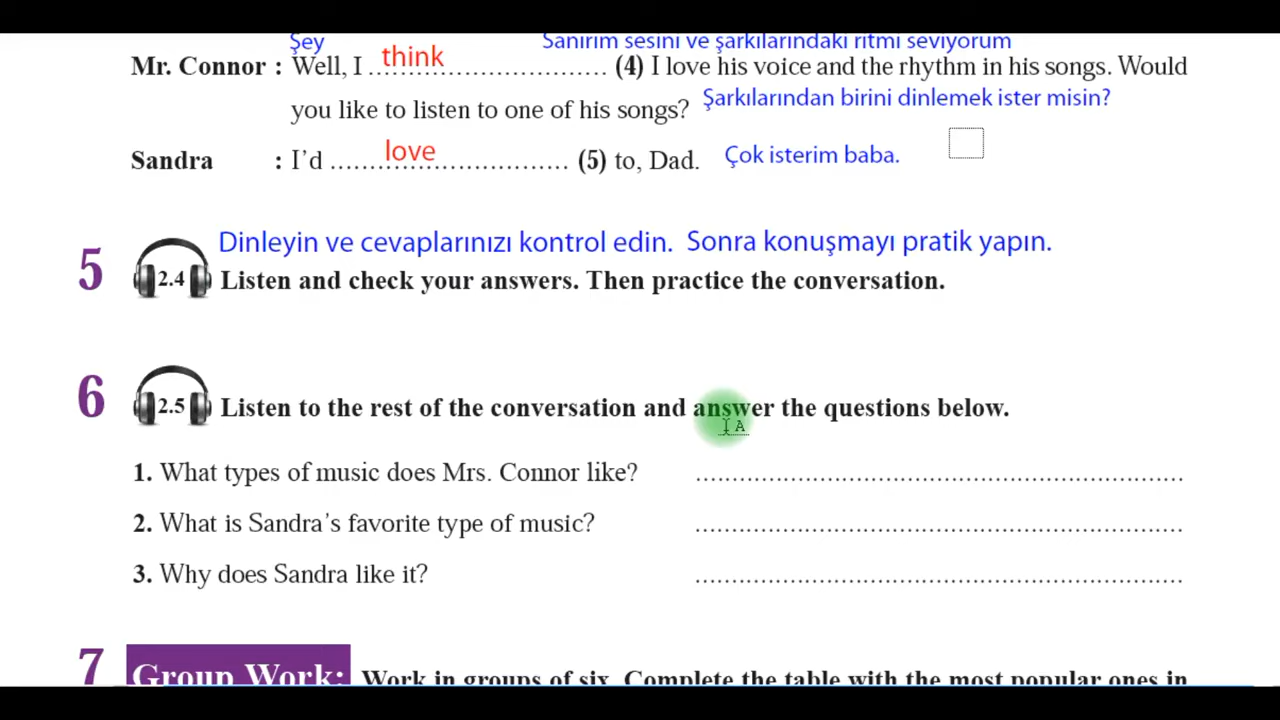 Şey Sanırım sesini ve şarkılarındaki ritmi seviyorum
Mr. Connor : Well, I think .............................. (4) I love his voice and the rhythm in his songs. Would
you like to listen to one of his songs? Şarkılarından birini dinlemek ister misin?
Sandra : I’d love .............................. (5) to, Dad. Çok isterim baba.
Dinleyin ve cevaplarınızı kontrol edin. Sonra konuşmayı pratik yapın.
5 2.4 Listen and check your answers. Then practice the conversation.
6 2.5 Listen to the rest of the conversation and answer the questions below.
A
1. What types of music does Mrs. Connor like? ..............................................................
2. What is Sandra’s favorite type of music? ..............................................................
3. Why does Sandra like it? ..............................................................
7 Group Work: Work in groups of six. Complete the table with the most popular ones in